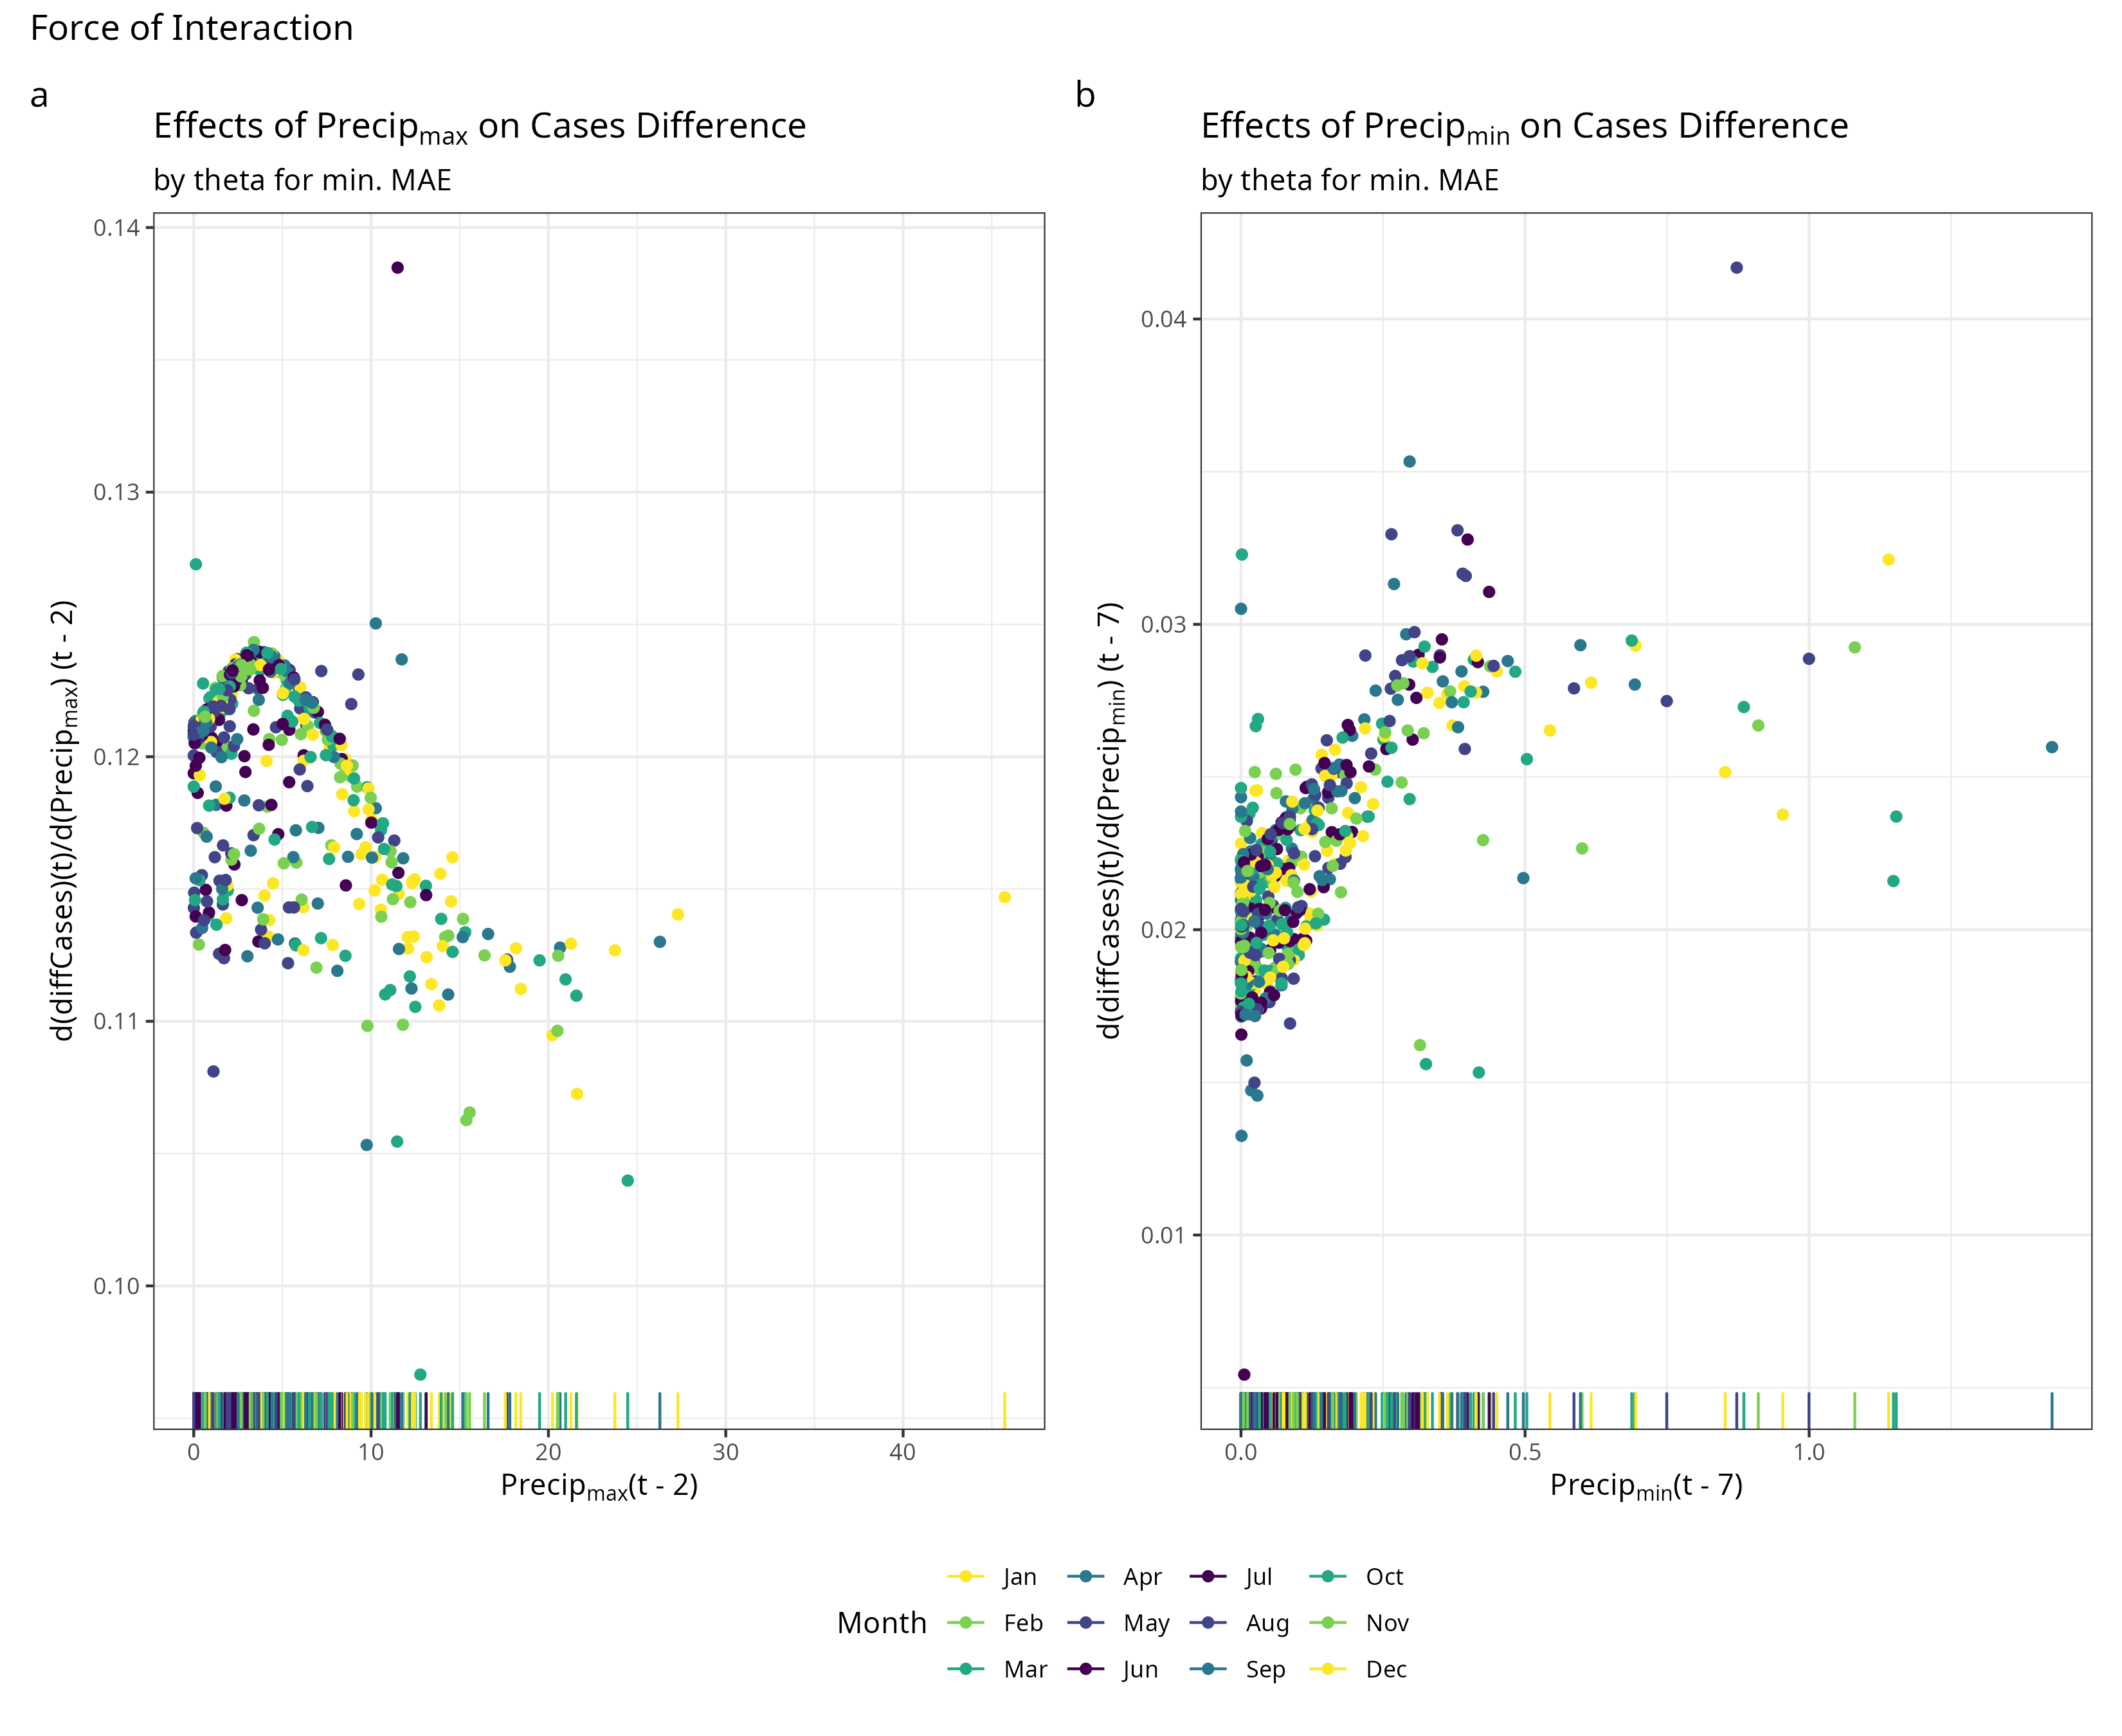 Force of Interaction
a
Effects of Precipmax on Cases Difference
by theta for min. MAE
d(diffCases)(t)/d(Precipmax) (t - 2)
0.14
0.13
0.12
0.11
0.10
0 10 20 30 40
Precipmax(t - 2)
b
Effects of Precipmin on Cases Difference
by theta for min. MAE
d(diffCases)(t)/d(Precipmin) (t - 7)
0.04
0.03
0.02
0.01
0.0 0.5 1.0
Precipmin(t - 7)
Month
Jan Apr Jul Oct
Feb May Aug Nov
Mar Jun Sep Dec